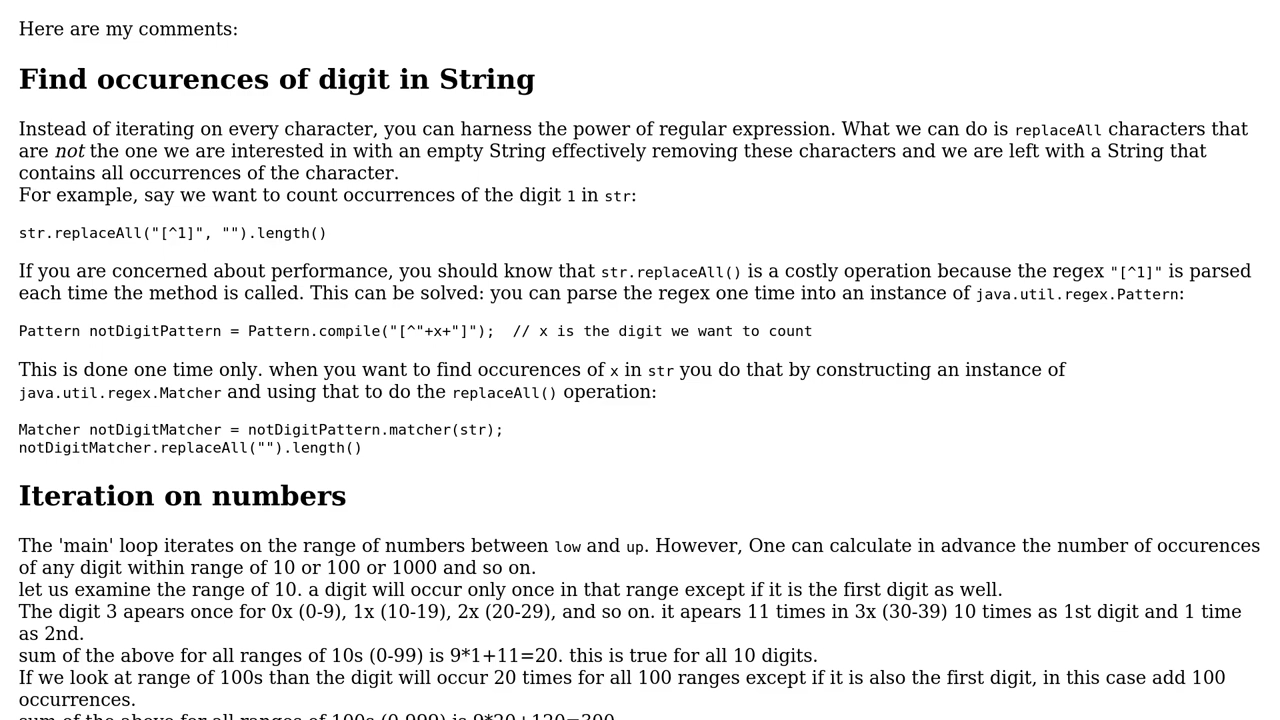 Here are my comments:
Find occurences of digit in String
Instead of iterating on every character, you can harness the power of regular expression. What we can do is replaceAll characters that
are not the one we are interested in with an empty String effectively removing these characters and we are left with a String that
contains all occurrences of the character.
For example, say we want to count occurrences of the digit 1 in str:
str.replaceAll("[^1]", "").length()
If you are concerned about performance, you should know that str.replaceAll() is a costly operation because the regex "[^1]" is parsed
each time the method is called. This can be solved: you can parse the regex one time into an instance of java.util.regex.Pattern:
Pattern notDigitPattern = Pattern.compile("[^"+x+"]");  // x is the digit we want to count
This is done one time only. when you want to find occurences of x in str you do that by constructing an instance of
java.util.regex.Matcher and using that to do the replaceAll() operation:
Matcher notDigitMatcher = notDigitPattern.matcher(str);
notDigitMatcher.replaceAll("").length()
Iteration on numbers
The 'main' loop iterates on the range of numbers between low and up. However, One can calculate in advance the number of occurences
of any digit within range of 10 or 100 or 1000 and so on.
let us examine the range of 10. a digit will occur only once in that range except if it is the first digit as well.
The digit 3 apears once for 0x (0-9), 1x (10-19), 2x (20-29), and so on. it apears 11 times in 3x (30-39) 10 times as 1st digit and 1 time
as 2nd.
sum of the above for all ranges of 10s (0-99) is 9*1+11=20. this is true for all 10 digits.
If we look at range of 100s than the digit will occur 20 times for all 100 ranges except if it is also the first digit, in this case add 100
occurrences.
sum of the above for all ranges of 100s (0-999) is 9*20+120=300